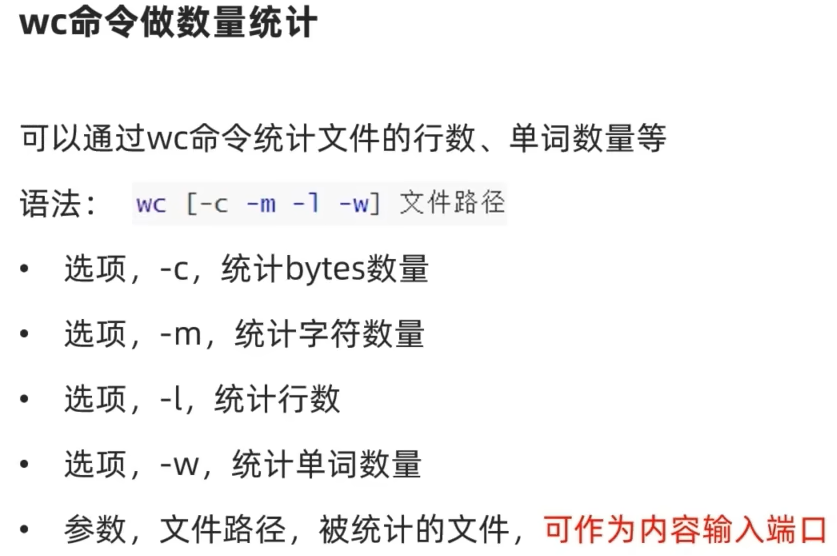 wc命令做数量统计
可以通过wc命令统计文件的行数、单词数量等
语法： wc [-c -m -l -w] 文件路径
• 选项，-c，统计bytes数量
• 选项，-m，统计字符数量
• 选项，-l，统计行数
• 选项，-w，统计单词数量
• 参数，文件路径，被统计的文件，可作为内容输入端口